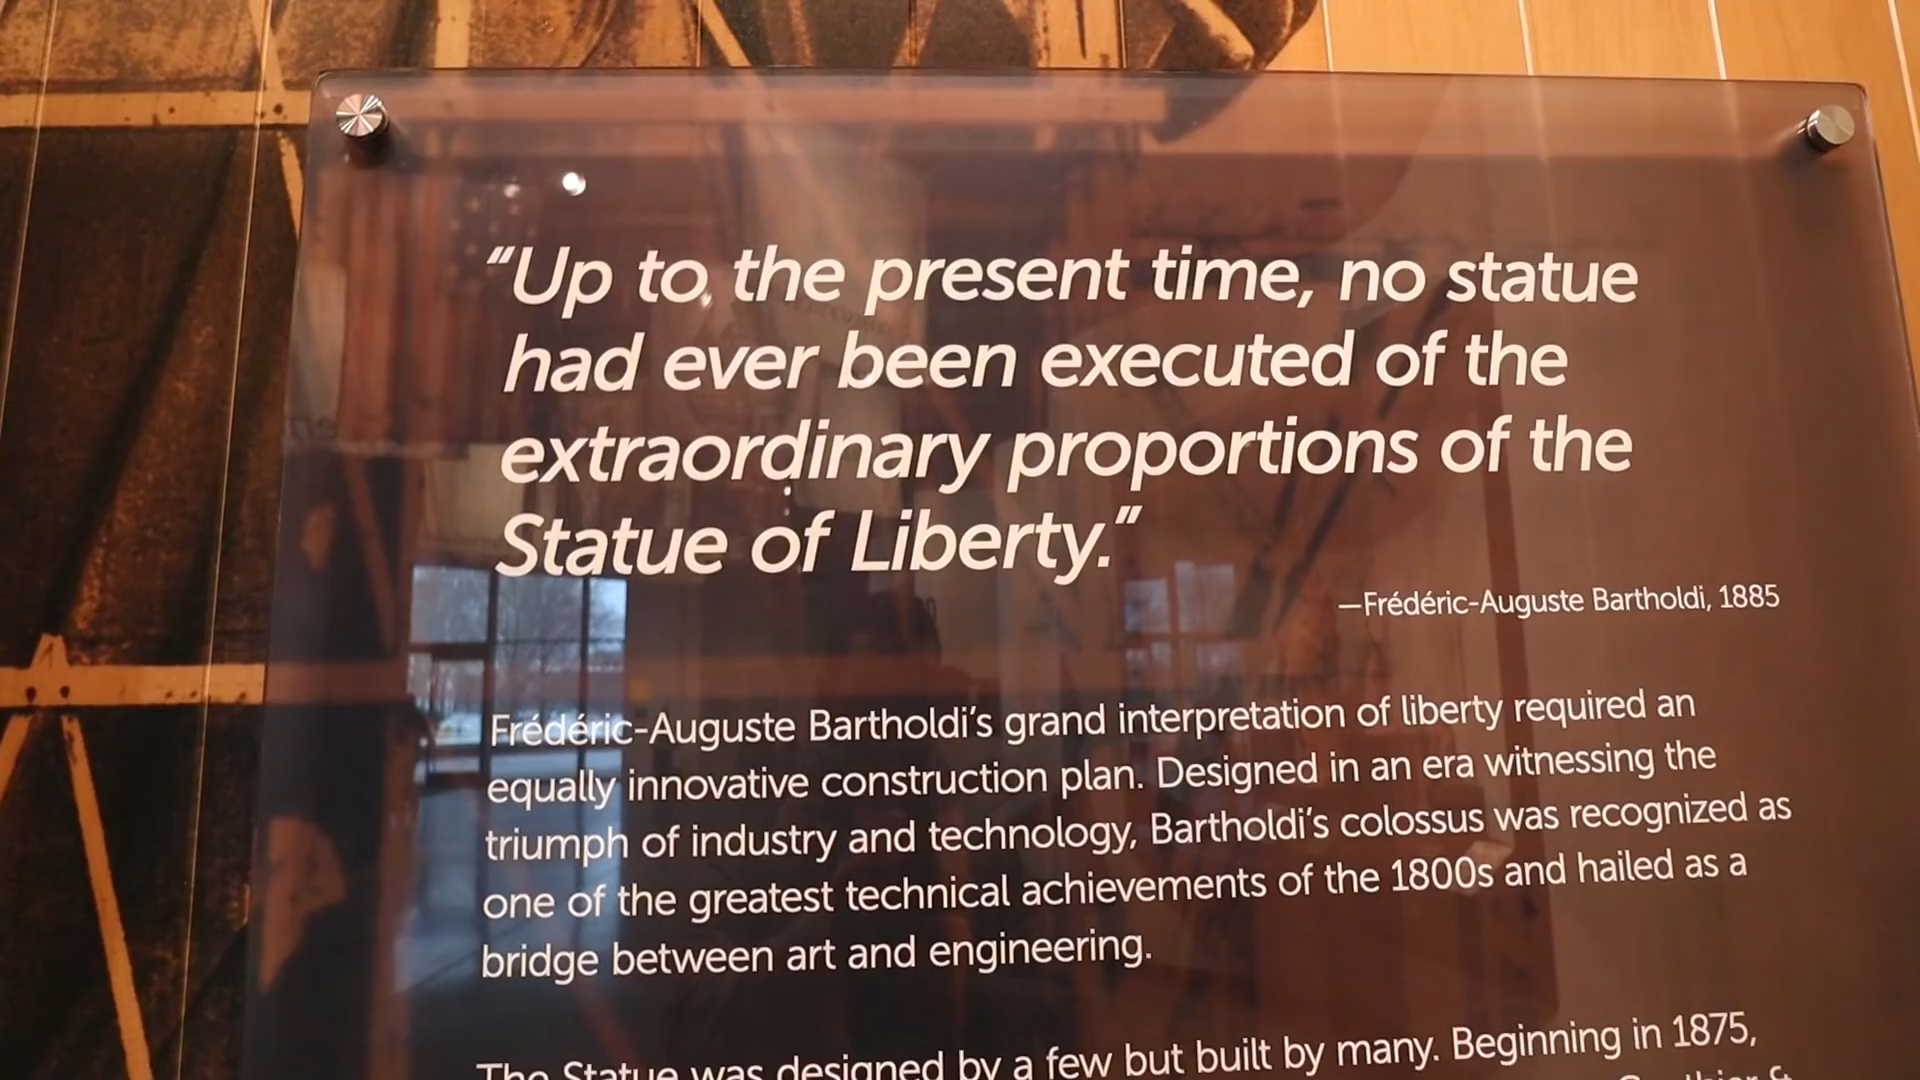 “Up to the present time, no statue
had ever been executed of the
extraordinary proportions of the
Statue of Liberty.”
—Frédéric-Auguste Bartholdi, 1885
Frédéric-Auguste Bartholdi’s grand interpretation of liberty required an
equally innovative construction plan. Designed in an era witnessing the
triumph of industry and technology, Bartholdi’s colossus was recognized as
one of the greatest technical achievements of the 1800s and hailed as a
bridge between art and engineering.
The Statue was designed by a few but built by many. Beginning in 1875,